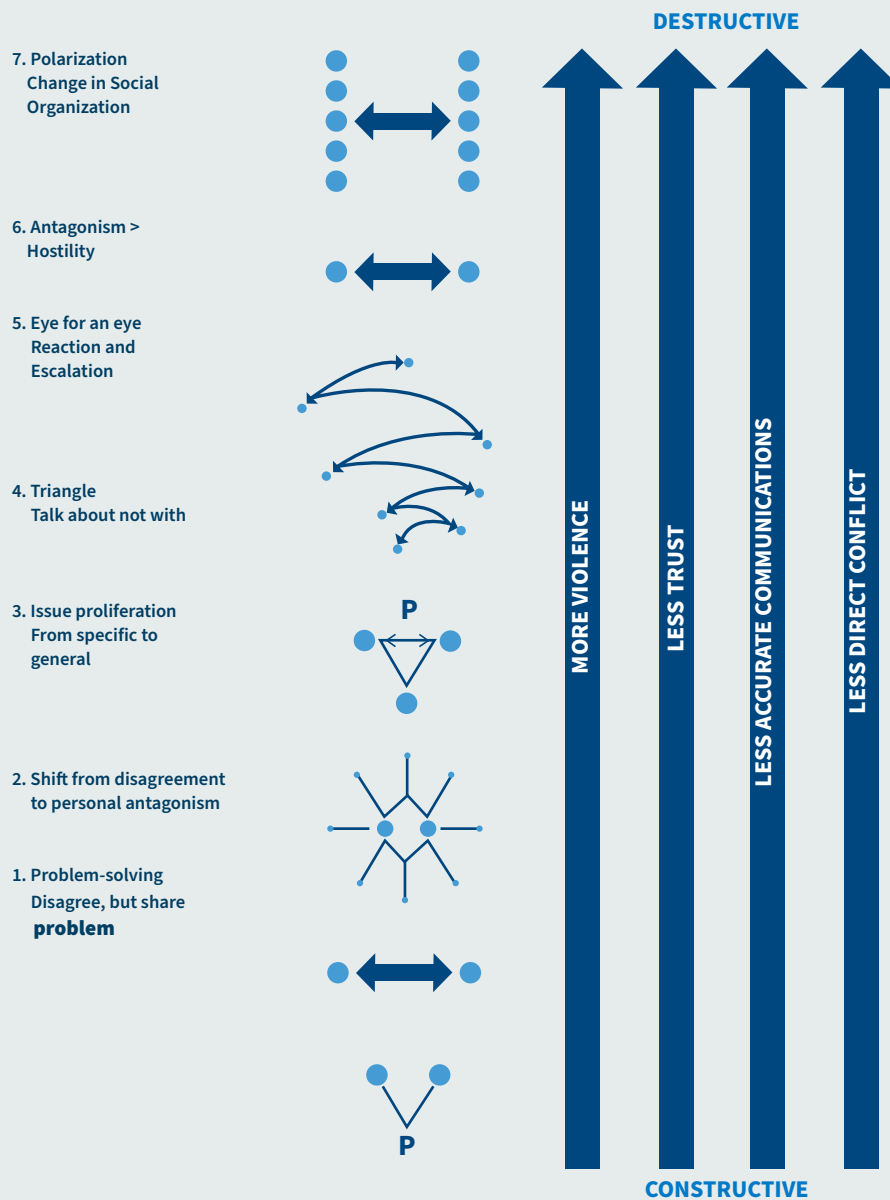 DESTRUCTIVE
7. Polarization
Change in Social
Organization
6. Antagonism >
Hostility
5. Eye for an eye
Reaction and
Escalation
4. Triangle
Talk about not with
3. Issue proliferation
From specific to
general
2. Shift from disagreement
to personal antagonism
1. Problem-solving
Disagree, but share
problem
P
P
MORE VIOLENCE
LESS TRUST
LESS ACCURATE COMMUNICATIONS
LESS DIRECT CONFLICT
CONSTRUCTIVE